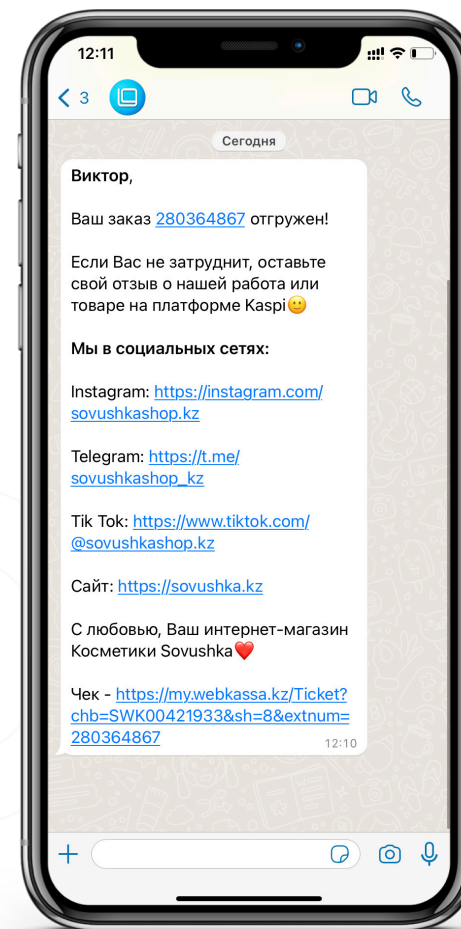 12:11
3
Сегодня
Виктор,
Ваш заказ 280364867 отгружен!
Если Вас не затруднит, оставьте
свой отзыв о нашей работа или
товаре на платформе Kaspi🙂
Мы в социальных сетях:
Instagram: https://instagram.com/
sovushkashop.kz
Telegram: https://t.me/
sovushkashop_kz
Tik Tok: https://www.tiktok.com/
@sovushkashop.kz
Сайт: https://sovushka.kz
С любовью, Ваш интернет-магазин
Косметики Sovushka❤️
Чек - https://my.webkassa.kz/Ticket?
chb=SWK00421933&sh=8&extnum=
280364867
12:10